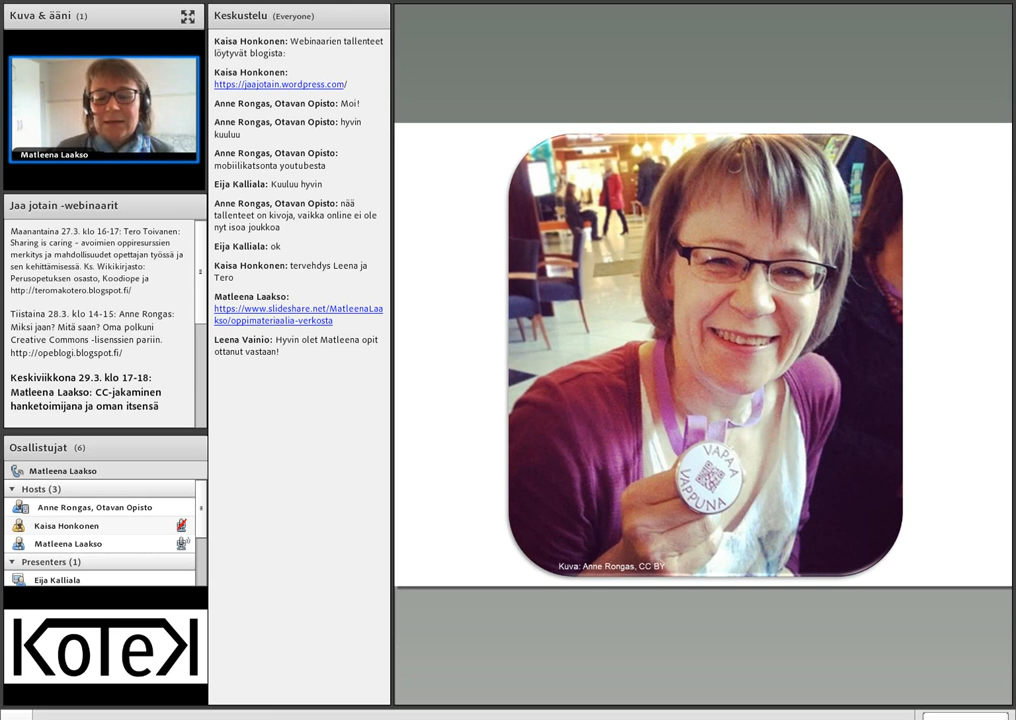 Kuva & ääni (1)
Matleena Laakso
Jaa jotain -webinaarit
Maanantaina 27.3. klo 16-17: Tero Toivanen:
Sharing is caring – avoimien oppiresurssien
merkitys ja mahdollisuudet opettajan työssä ja
sen kehittämisessä. Ks. Wikikirjasto:
Perusopetuksen osasto, Koodiope ja
http://teromakotero.blogspot.fi/
Tiistaina 28.3. klo 14-15: Anne Rongas:
Miksi jaan? Mitä saan? Oma polkuni
Creative Commons -lisenssien pariin.
http://opeblogi.blogspot.fi/
Keskiviikkona 29.3. klo 17-18:
Matleena Laakso: CC-jakaminen
hanketoimijana ja oman itsensä
Osallistujat (6)
Matleena Laakso
Hosts (3)
Anne Rongas, Otavan Opisto
Kaisa Honkonen
Matleena Laakso
Presenters (1)
Eija Kalliala
KoTeK
Keskustelu (Everyone)
Kaisa Honkonen: Webinaarien tallenteet
löytyvät blogista:
Kaisa Honkonen:
https://jaajotain.wordpress.com/
Anne Rongas, Otavan Opisto: Moi!
Anne Rongas, Otavan Opisto: hyvin
kuuluu
Anne Rongas, Otavan Opisto:
mobiilikatsonta youtubesta
Eija Kalliala: Kuuluu hyvin
Anne Rongas, Otavan Opisto: nää
tallenteet on kivoja, vaikka online ei ole
nyt isoa joukkoa
Eija Kalliala: ok
Kaisa Honkonen: tervehdys Leena ja
Tero
Matleena Laakso:
https://www.slideshare.net/MatleenaLaa
kso/oppimateriaalia-verkosta
Leena Vainio: Hyvin olet Matleena opit
ottanut vastaan!
VAPAA
VAPPUNA
Kuva: Anne Rongas, CC BY